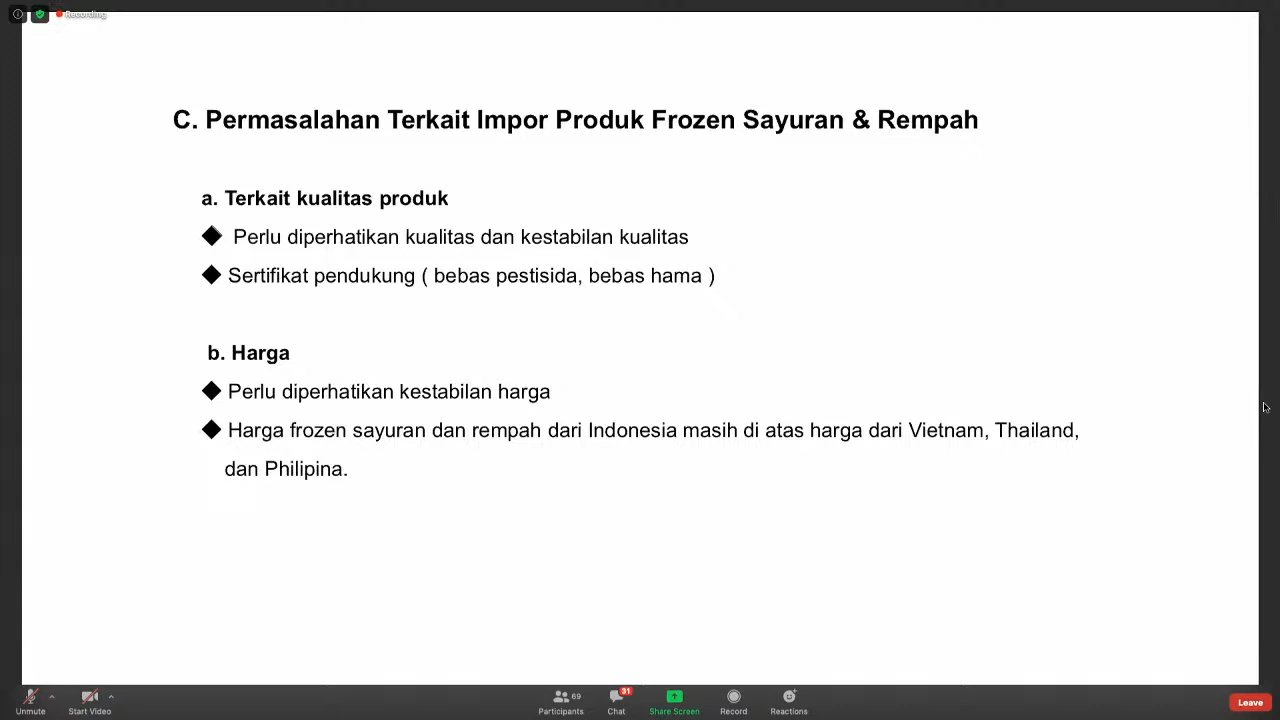 Recording
C. Permasalahan Terkait Impor Produk Frozen Sayuran & Rempah
a. Terkait kualitas produk
◆ Perlu diperhatikan kualitas dan kestabilan kualitas
◆ Sertifikat pendukung ( bebas pestisida, bebas hama )
b. Harga
◆ Perlu diperhatikan kestabilan harga
◆ Harga frozen sayuran dan rempah dari Indonesia masih di atas harga dari Vietnam, Thailand,
dan Philipina.
69 31
Unmute Start Video Participants Chat Share Screen Record Reactions Leave